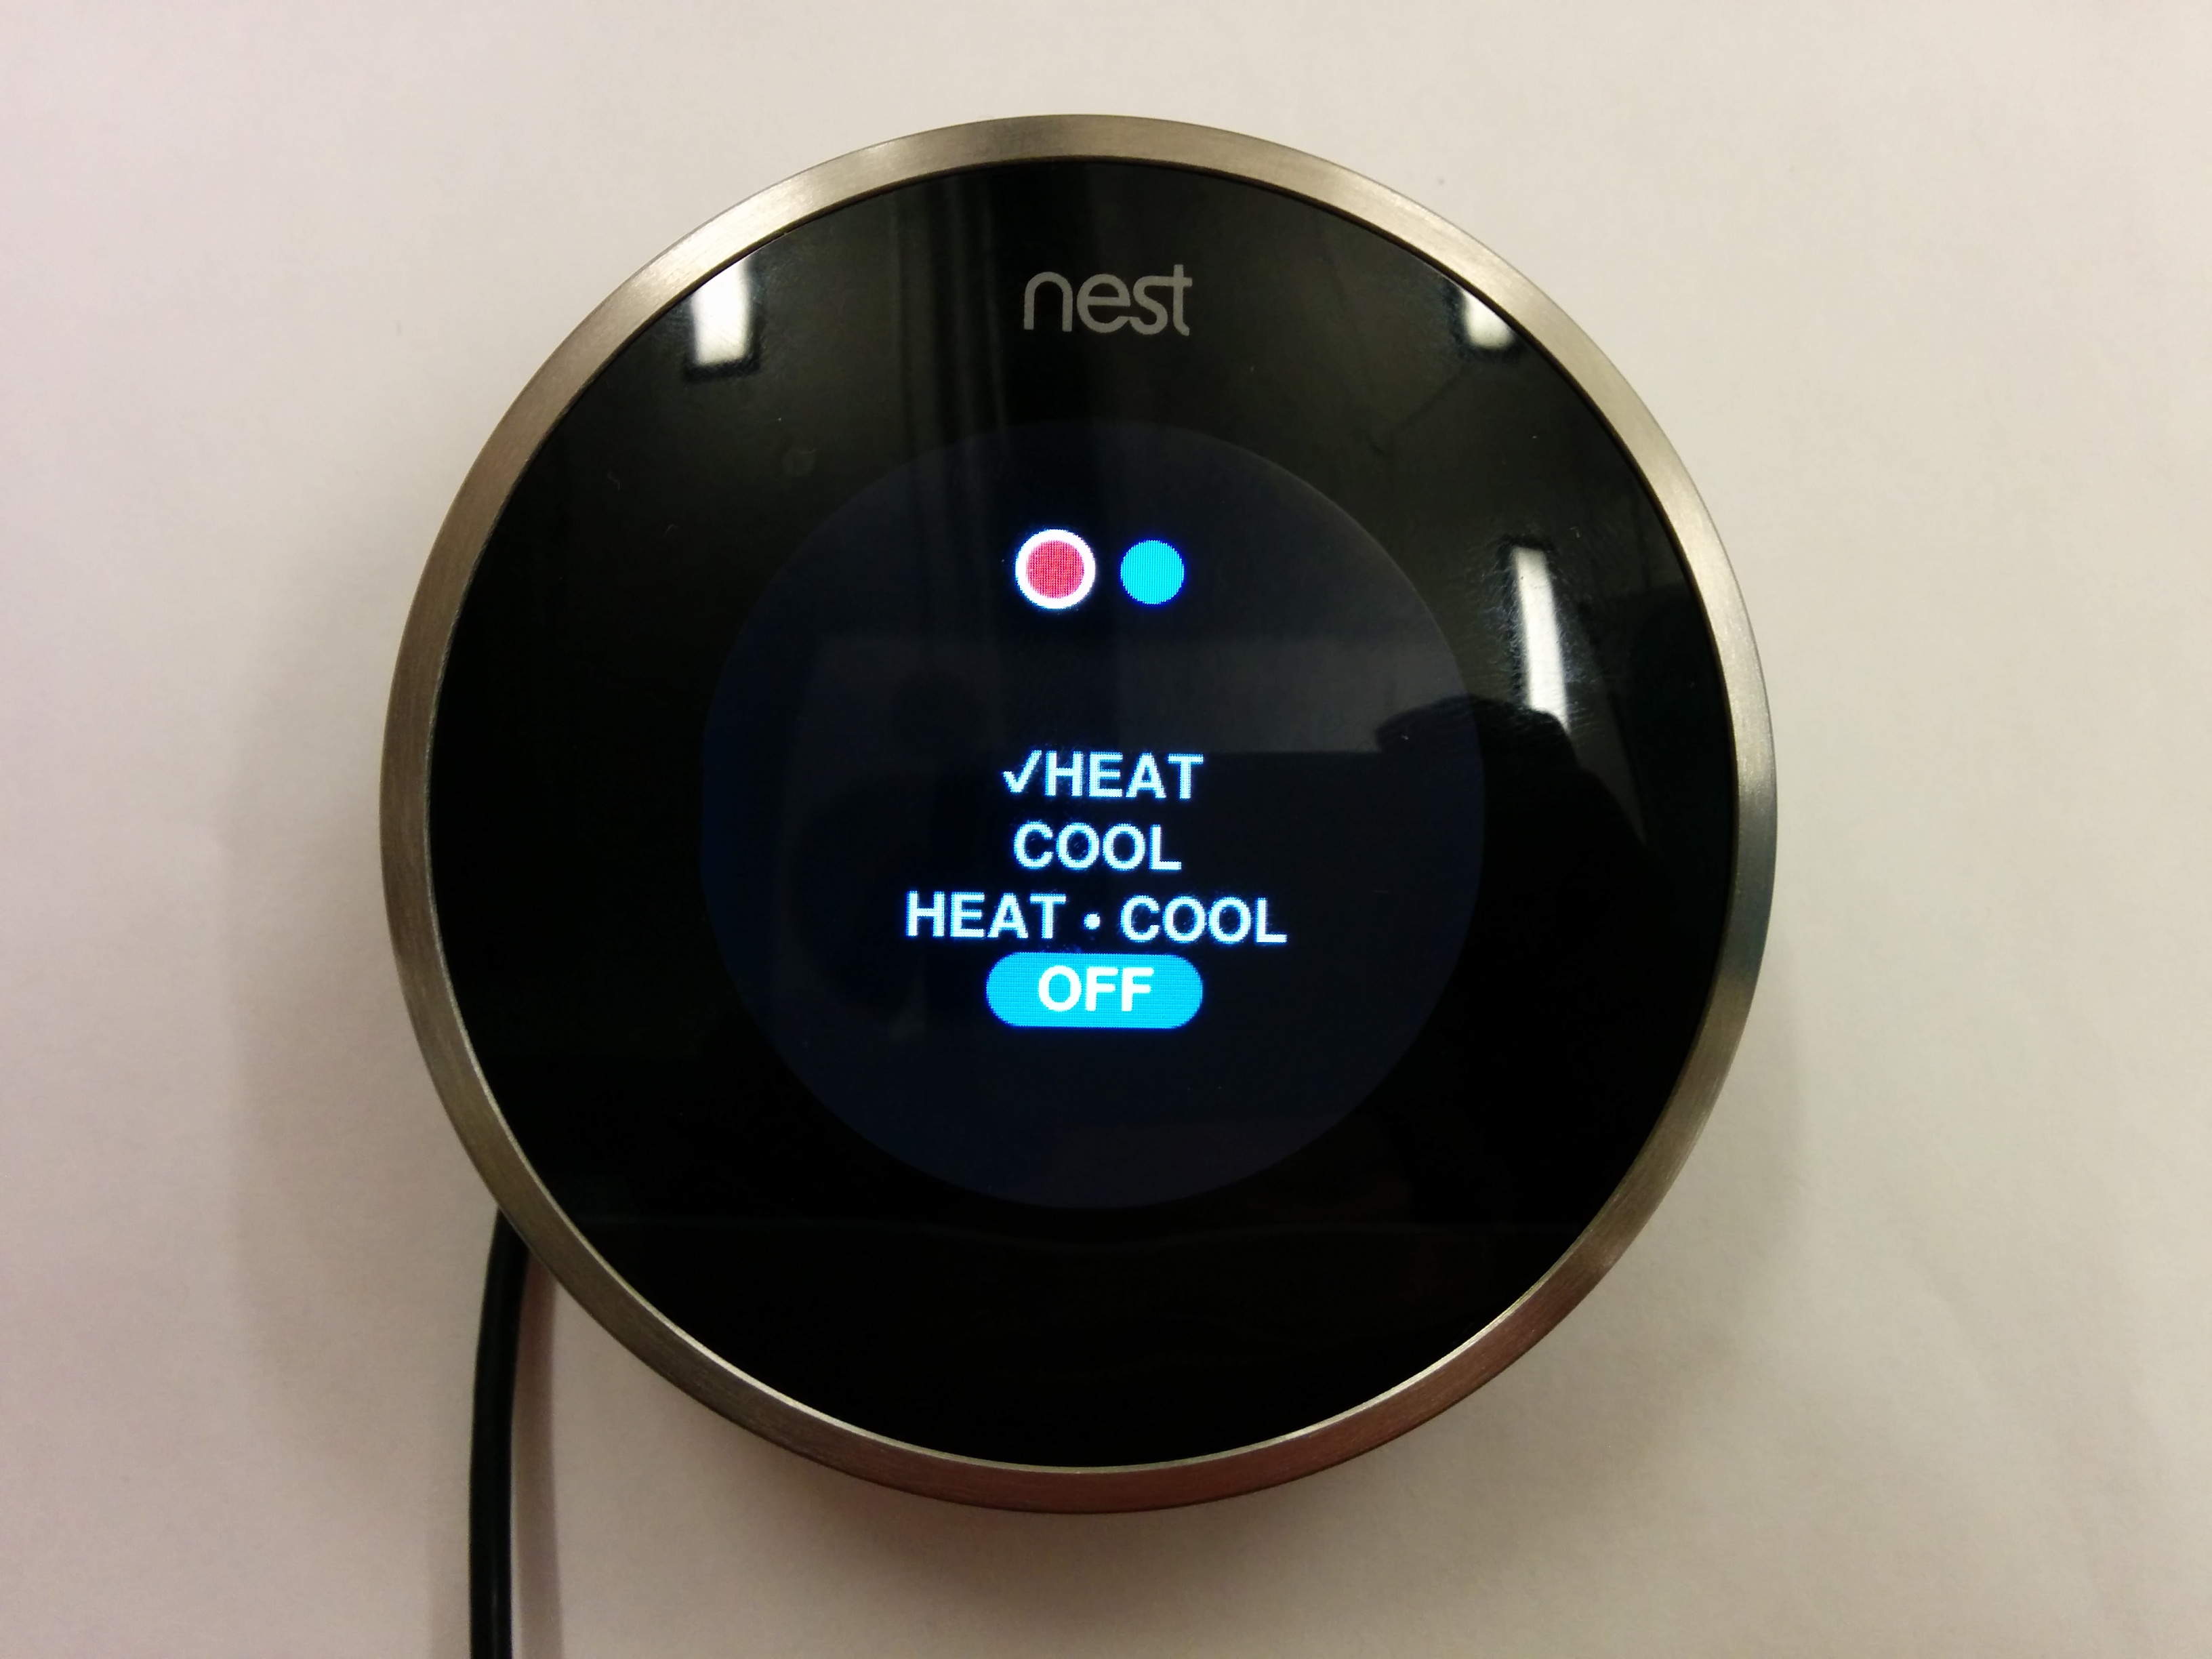 nest
✓HEAT
COOL
HEAT • COOL
OFF